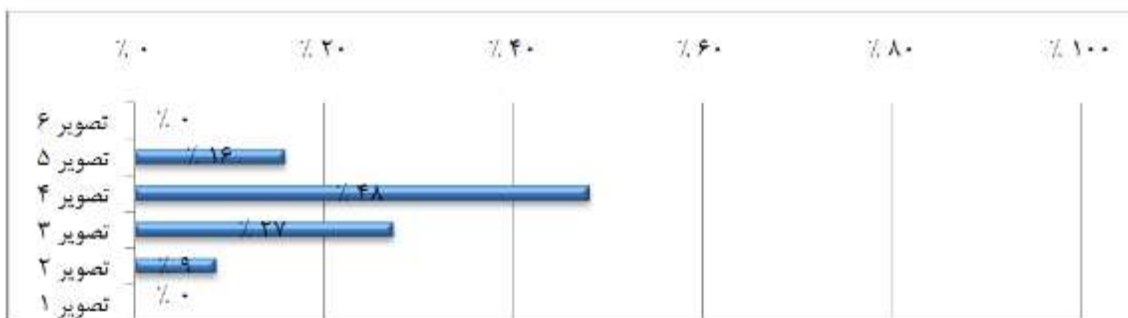 ٪ ۰ ٪ ۲۰ ٪ ۴۰ ٪ ۶۰ ٪ ۸۰ ٪ ۱۰۰
تصویر ۶ ٪ ۰
تصویر ۵ ٪ ۱۶
تصویر ۴ ٪ ۴۸
تصویر ۳ ٪ ۲۷
تصویر ۲ ٪ ۹
تصویر ۱ ٪ ۰